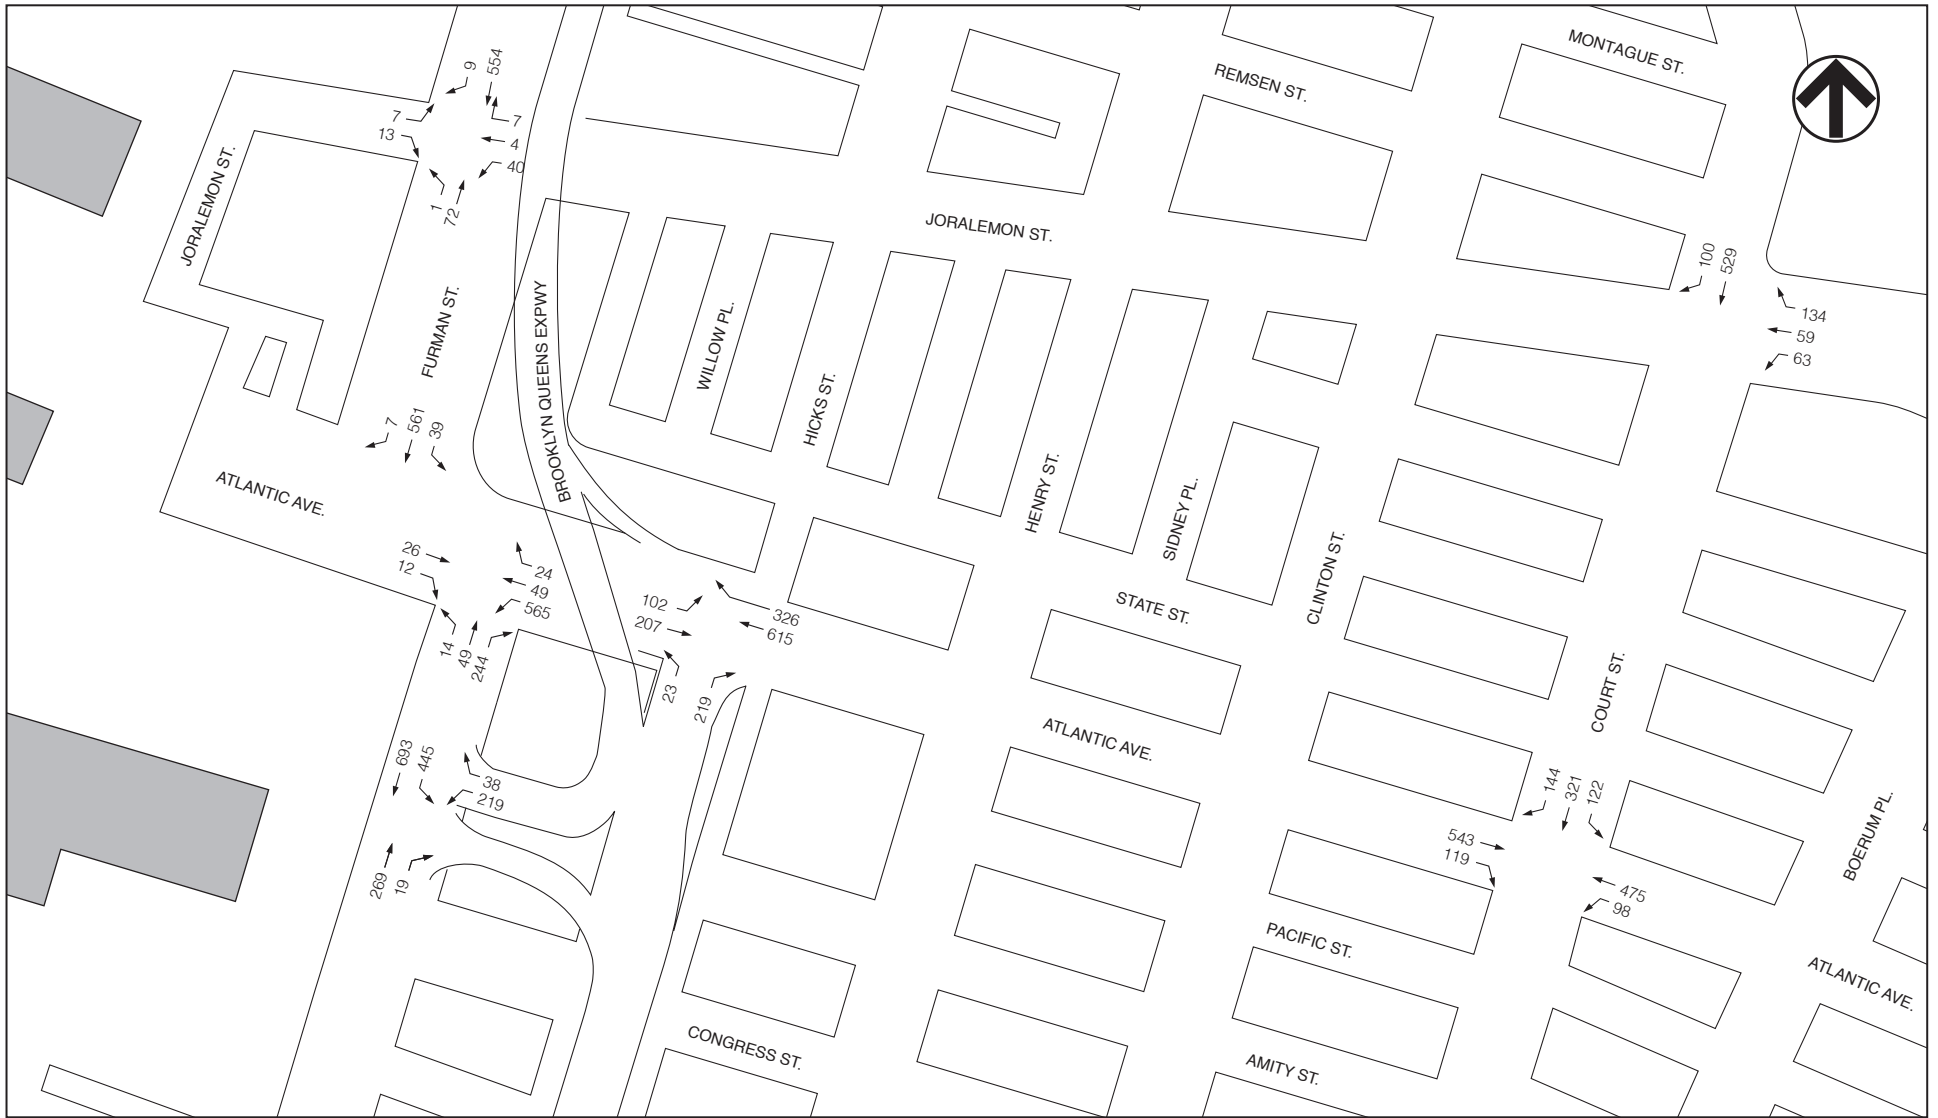 MONTAGUE ST.
REMSEN ST.
9
554
7
13
7
4
40
1
72
JORALEMON ST.
JORALEMON ST.
100
529
134
59
63
FURMAN ST.
BROOKLYN QUEENS EXPWY
WILLOW PL.
HICKS ST.
HENRY ST.
SIDNEY PL.
CLINTON ST.
7
561
39
ATLANTIC AVE.
26
12
24
49
565
14
49
244
102
207
326
615
23
219
STATE ST.
COURT ST.
ATLANTIC AVE.
693
445
38
219
269
19
144
321
122
543
119
475
98
BOERUM PL.
PACIFIC ST.
ATLANTIC AVE.
CONGRESS ST.
AMITY ST.